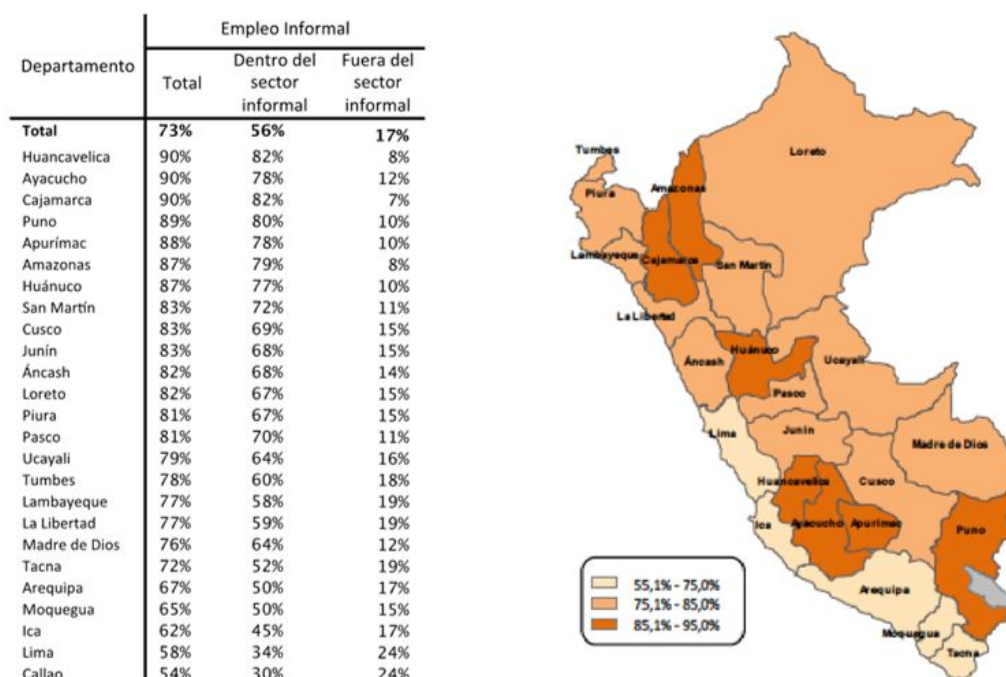 Empleo Informal
Departamento
Total
Dentro del
sector
informal
Fuera del
sector
informal
Total 73% 56% 17%
Huancavelica 90% 82% 8%
Ayacucho 90% 78% 12%
Cajamarca 90% 82% 7%
Puno 89% 80% 10%
Apurímac 88% 78% 10%
Amazonas 87% 79% 8%
Huánuco 87% 77% 10%
San Martín 83% 72% 11%
Cusco 83% 69% 15%
Junín 83% 68% 15%
Áncash 82% 68% 14%
Loreto 82% 67% 15%
Piura 81% 67% 15%
Pasco 81% 70% 11%
Ucayali 79% 64% 16%
Tumbes 78% 60% 18%
Lambayeque 77% 58% 19%
La Libertad 77% 59% 19%
Madre de Dios 76% 64% 12%
Tacna 72% 52% 19%
Arequipa 67% 50% 17%
Moquegua 65% 50% 15%
Ica 62% 45% 17%
Lima 58% 34% 24%
Callao 54% 30% 24%
Tumbes
Loreto
Piura
Amazonas
Lambayeque
Cajamarca
San Martín
La Libertad
Huánuco
Áncash
Ucayali
Pasco
Lima
Junín
Madre de Dios
Huancavelica
Cusco
Ica
Ayacucho
Apurímac
Puno
Arequipa
Moquegua
Tacna
55,1% - 75,0%
75,1% - 85,0%
85,1% - 95,0%